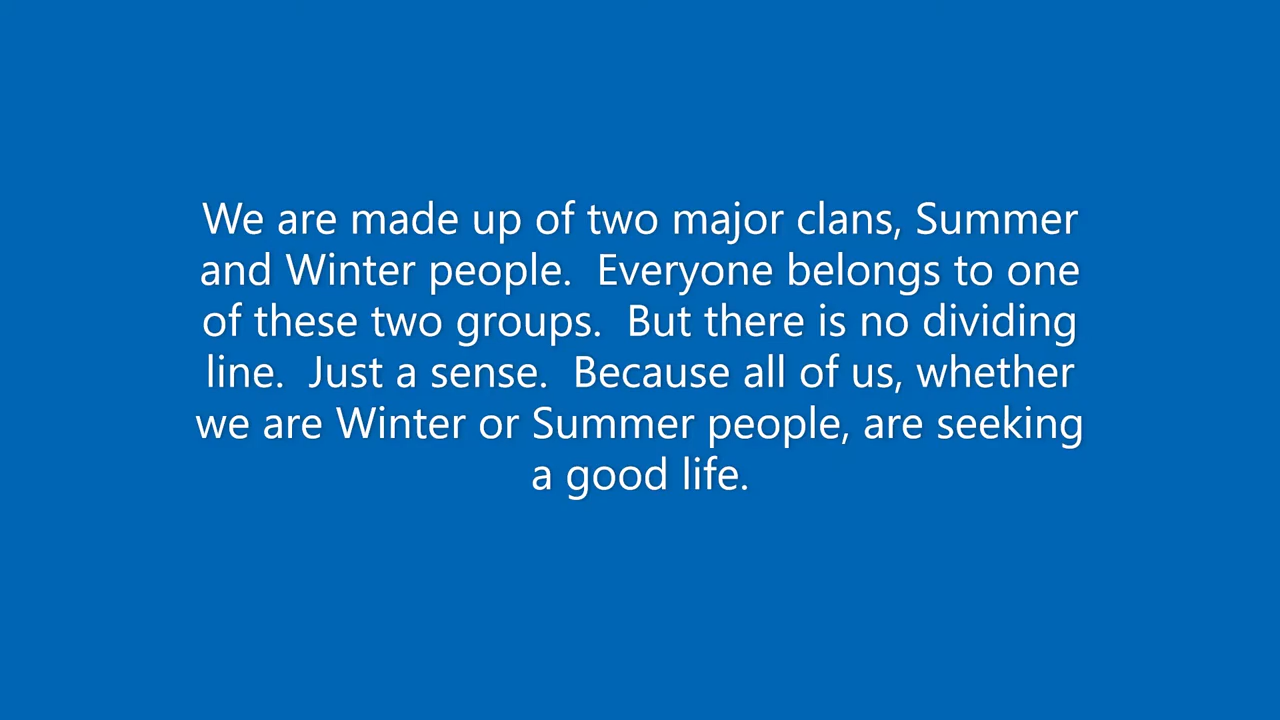 We are made up of two major clans, Summer
and Winter people.  Everyone belongs to one
of these two groups.  But there is no dividing
line.  Just a sense.  Because all of us, whether
we are Winter or Summer people, are seeking
a good life.